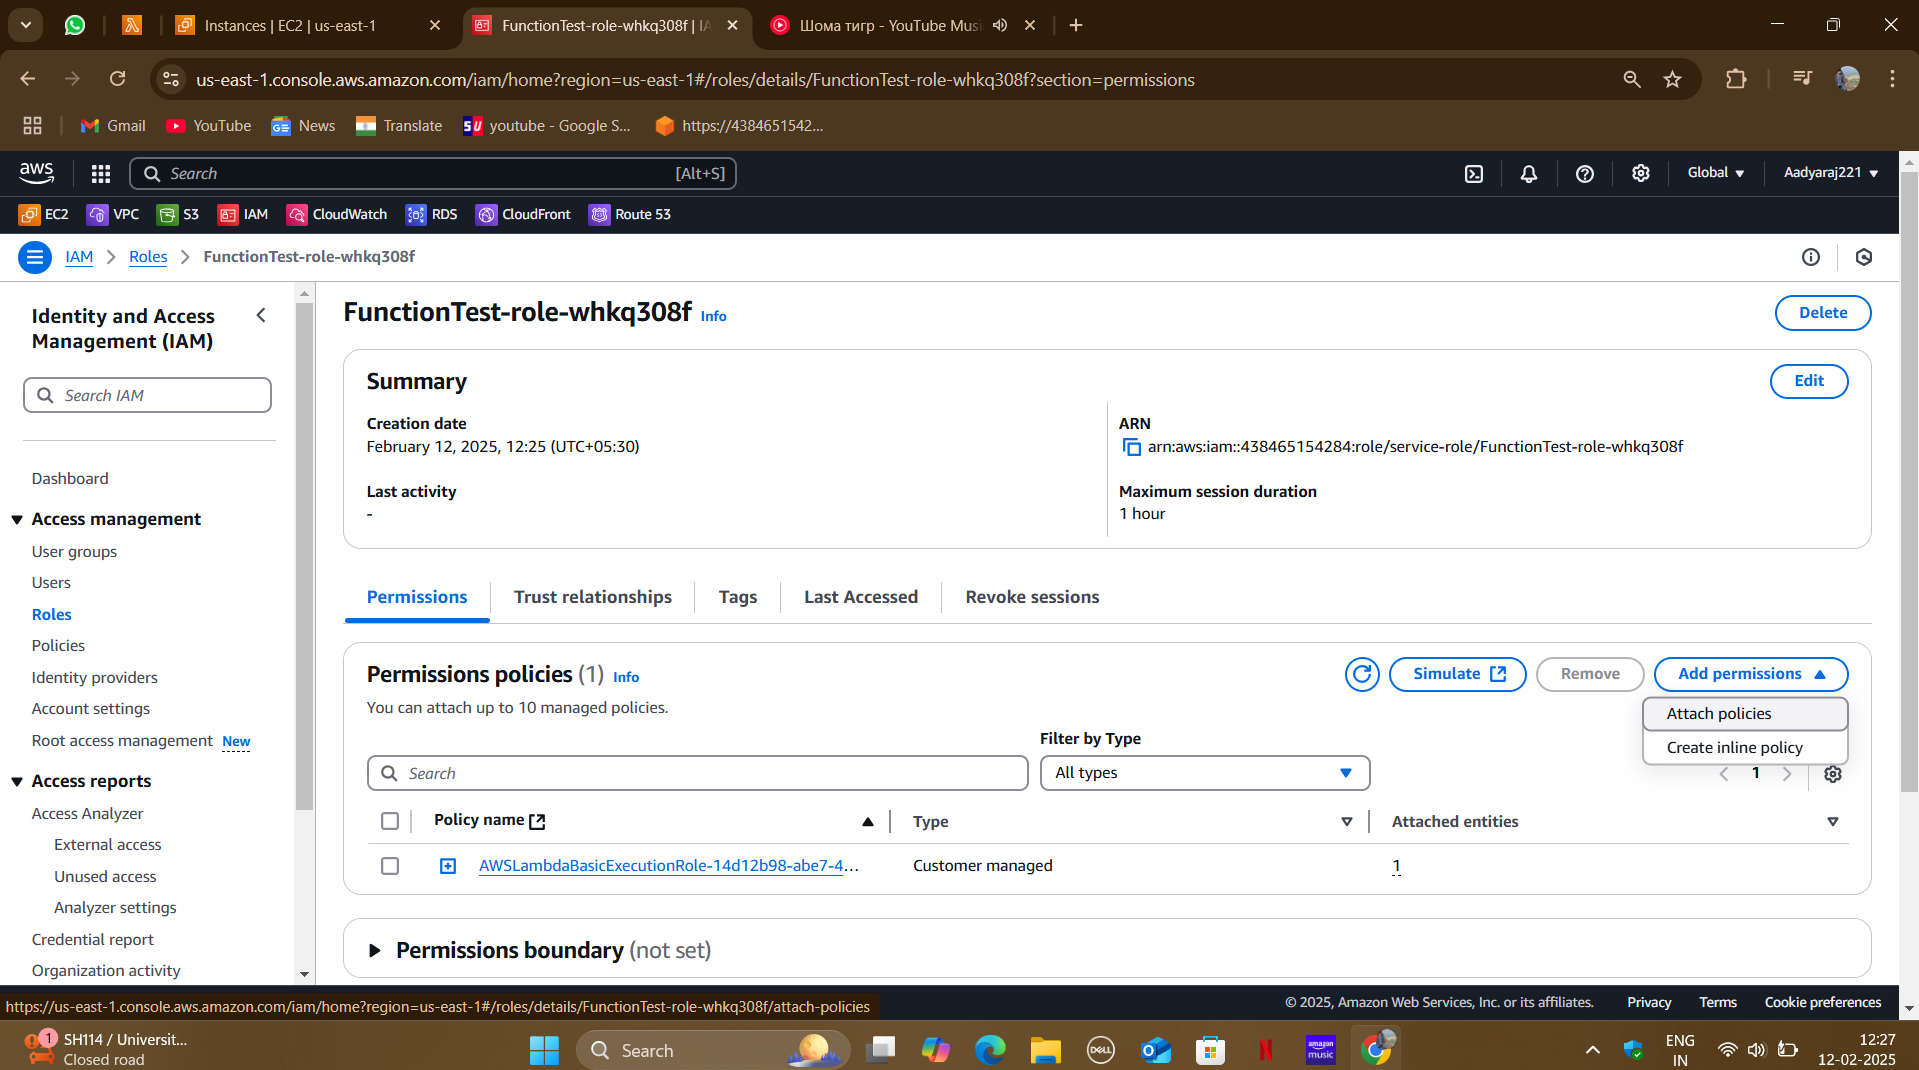 Instances | EC2 | us-east-1
FunctionTest-role-whkq308f | IA
Шома тигр - YouTube Musi
us-east-1.console.aws.amazon.com/iam/home?region=us-east-1#/roles/details/FunctionTest-role-whkq308f?section=permissions
Gmail
YouTube
News
Translate
youtube - Google S...
https://4384651542...
aws
Search
[Alt+S]
Global
Aadyaraj221
EC2
VPC
S3
IAM
CloudWatch
RDS
CloudFront
Route 53
IAM
Roles
FunctionTest-role-whkq308f
Identity and Access
Management (IAM)
Search IAM
Dashboard
Access management
User groups
Users
Roles
Policies
Identity providers
Account settings
Root access management New
Access reports
Access Analyzer
External access
Unused access
Analyzer settings
Credential report
Organization activity
FunctionTest-role-whkq308f Info
Delete
Summary
Edit
Creation date
February 12, 2025, 12:25 (UTC+05:30)
Last activity
-
ARN
arn:aws:iam::438465154284:role/service-role/FunctionTest-role-whkq308f
Maximum session duration
1 hour
Permissions
Trust relationships
Tags
Last Accessed
Revoke sessions
Permissions policies (1) Info
You can attach up to 10 managed policies.
Simulate
Remove
Add permissions
Attach policies
Create inline policy
Filter by Type
Search
All types
1
Policy name
Type
Attached entities
AWSLambdaBasicExecutionRole-14d12b98-abe7-4...
Customer managed
1
Permissions boundary (not set)
https://us-east-1.console.aws.amazon.com/iam/home?region=us-east-1#/roles/details/FunctionTest-role-whkq308f/attach-policies
© 2025, Amazon Web Services, Inc. or its affiliates.
Privacy
Terms
Cookie preferences
1
SH114 / Universit...
Closed road
Search
DELL
amazon
music
ENG
IN
12:27
12-02-2025